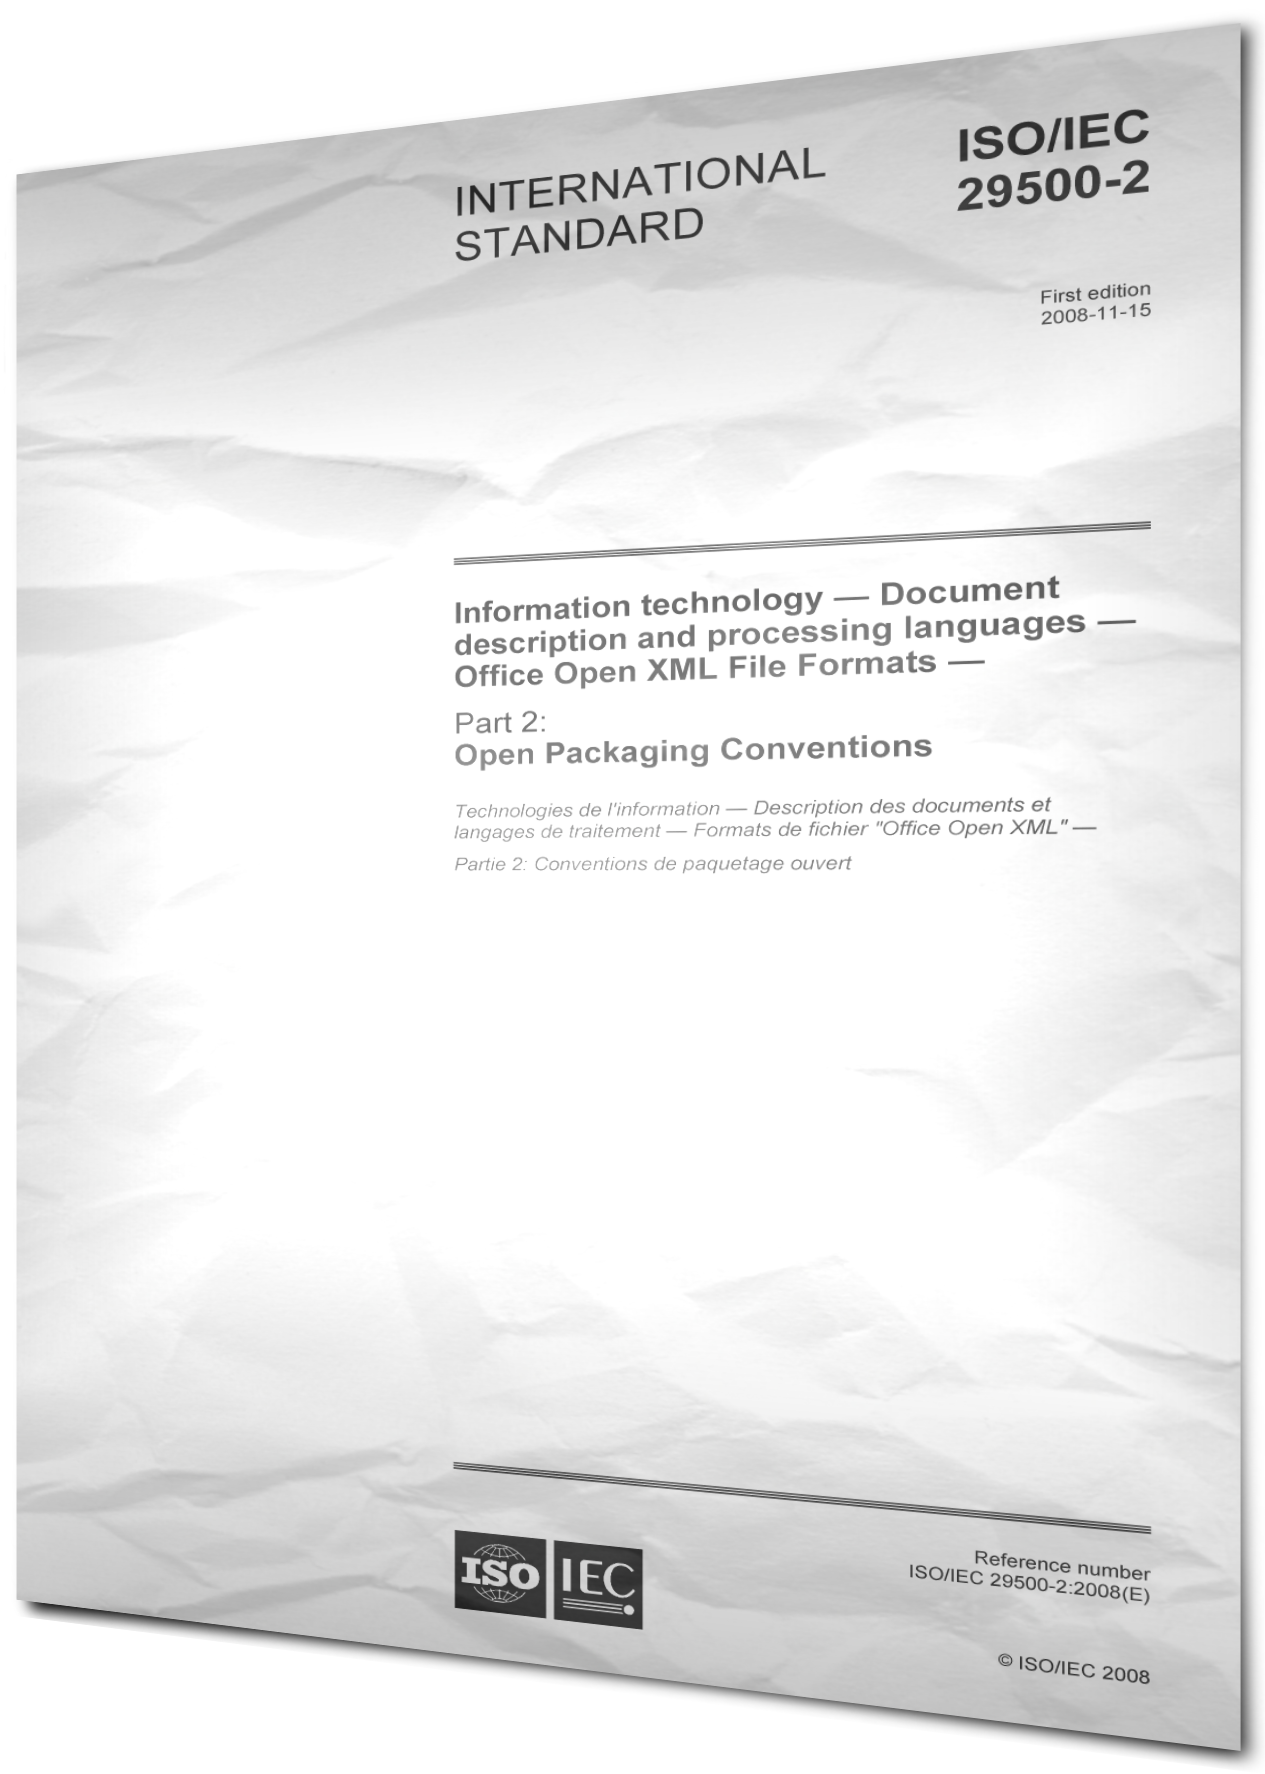 INTERNATIONAL
STANDARD
ISO/IEC
29500-2
First edition
2008-11-15
Information technology — Document
description and processing languages —
Office Open XML File Formats —
Part 2:
Open Packaging Conventions
Technologies de l'information — Description des documents et
langages de traitement — Formats de fichier "Office Open XML" —
Partie 2: Conventions de paquetage ouvert
ISO IEC
Reference number
ISO/IEC 29500-2:2008(E)
© ISO/IEC 2008